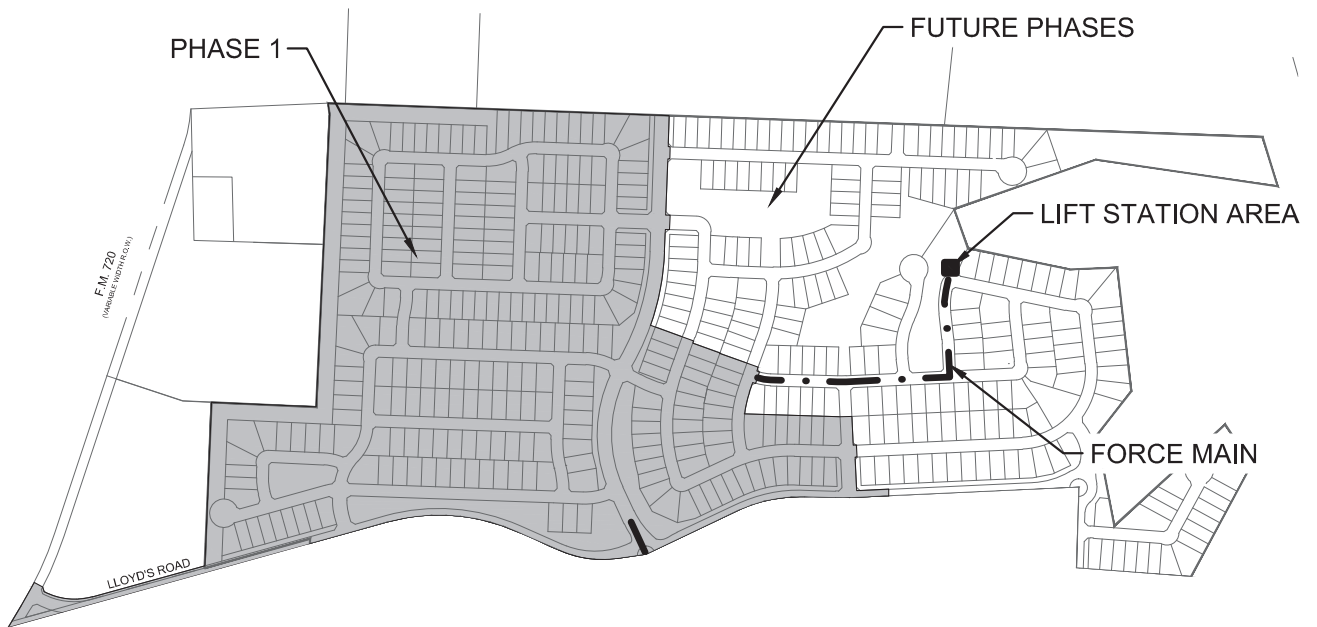 FUTURE PHASES
PHASE 1
LIFT STATION AREA
F.M. 720
(VARIABLE WIDTH R.O.W.)
FORCE MAIN
LLOYD'S ROAD